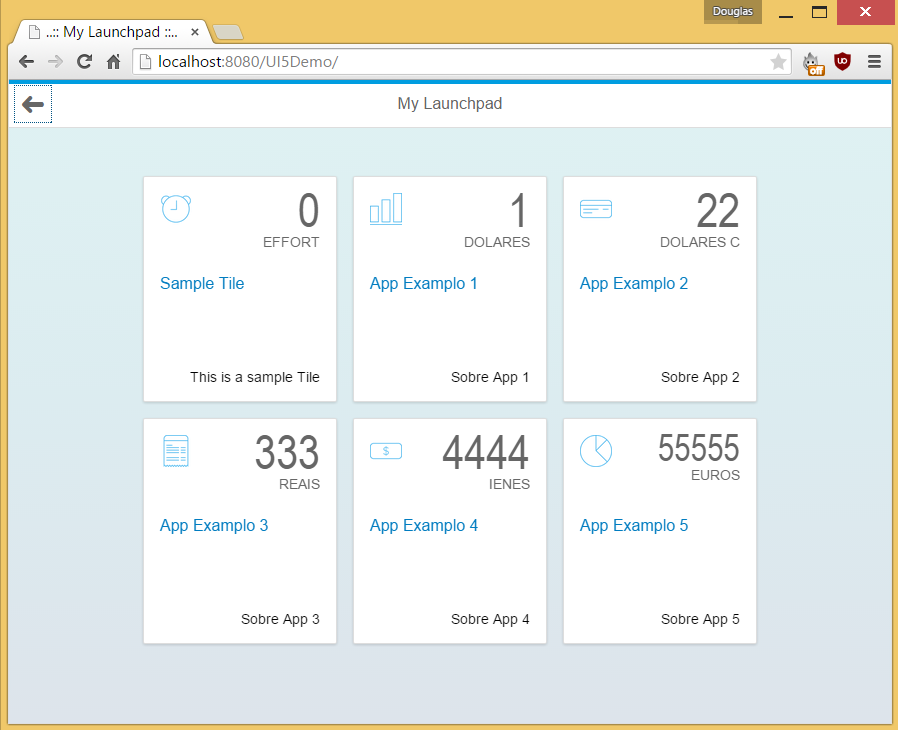 Douglas
..:: My Launchpad ::..
localhost:8080/UI5Demo/
off
UO
My Launchpad
0
EFFORT
Sample Tile
This is a sample Tile
1
DOLARES
App Examplo 1
Sobre App 1
22
DOLARES C
App Examplo 2
Sobre App 2
333
REAIS
App Examplo 3
Sobre App 3
4444
IENES
$
App Examplo 4
Sobre App 4
55555
EUROS
App Examplo 5
Sobre App 5